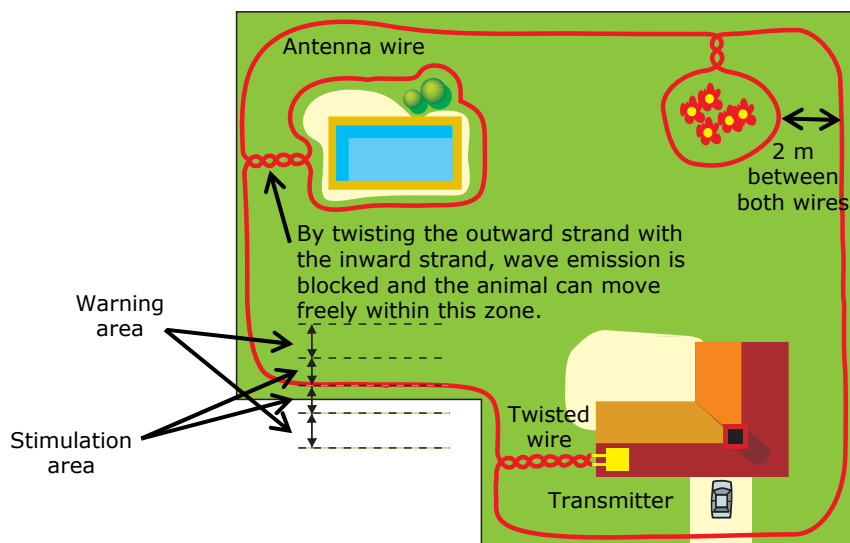 Antenna wire
2 m
between
both wires
By twisting the outward strand with
the inward strand, wave emission is
blocked and the animal can move
freely within this zone.
Warning
area
Stimulation
area
Twisted
wire
Transmitter